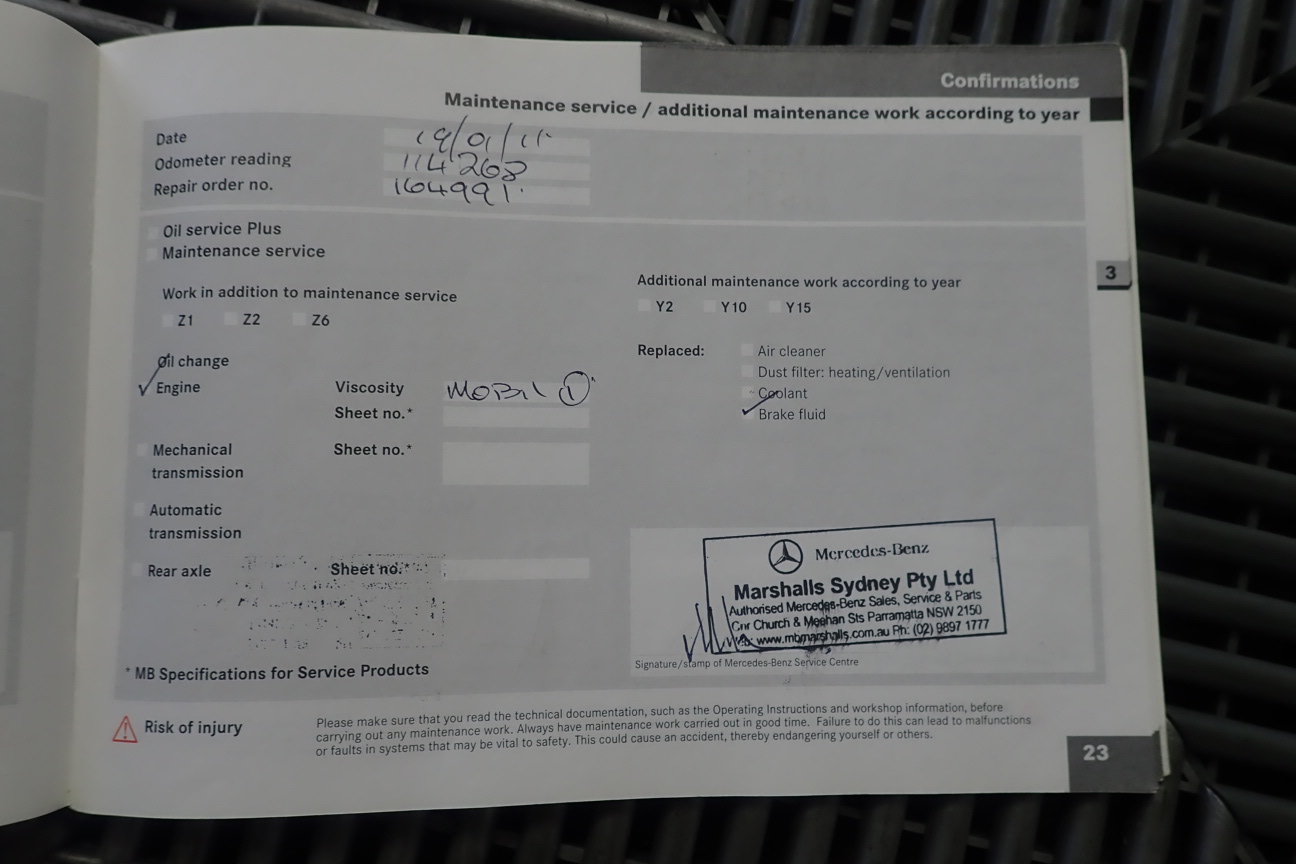 Confirmations
Maintenance service / additional maintenance work according to year
Date 19/01/11
Odometer reading 114268
Repair order no. 164991
Oil service Plus
Maintenance service
Work in addition to maintenance service
Z1 Z2 Z6
Additional maintenance work according to year
Y2 Y10 Y15
3
Oil change
✓ Engine Viscosity MOBIL 1
Sheet no.*
Mechanical transmission Sheet no.*
Automatic transmission
Rear axle Sheet no.*
Replaced: Air cleaner
Dust filter: heating/ventilation
Coolant
✓ Brake fluid
Mercedes-Benz
Marshalls Sydney Pty Ltd
Authorised Mercedes-Benz Sales, Service & Parts
Cnr Church & Meehan Sts Parramatta NSW 2150
www.mbmarshalls.com.au Ph: (02) 9897 1777
Signature/stamp of Mercedes-Benz Service Centre
* MB Specifications for Service Products
Risk of injury
Please make sure that you read the technical documentation, such as the Operating Instructions and workshop information, before
carrying out any maintenance work. Always have maintenance work carried out in good time. Failure to do this can lead to malfunctions
or faults in systems that may be vital to safety. This could cause an accident, thereby endangering yourself or others.
23